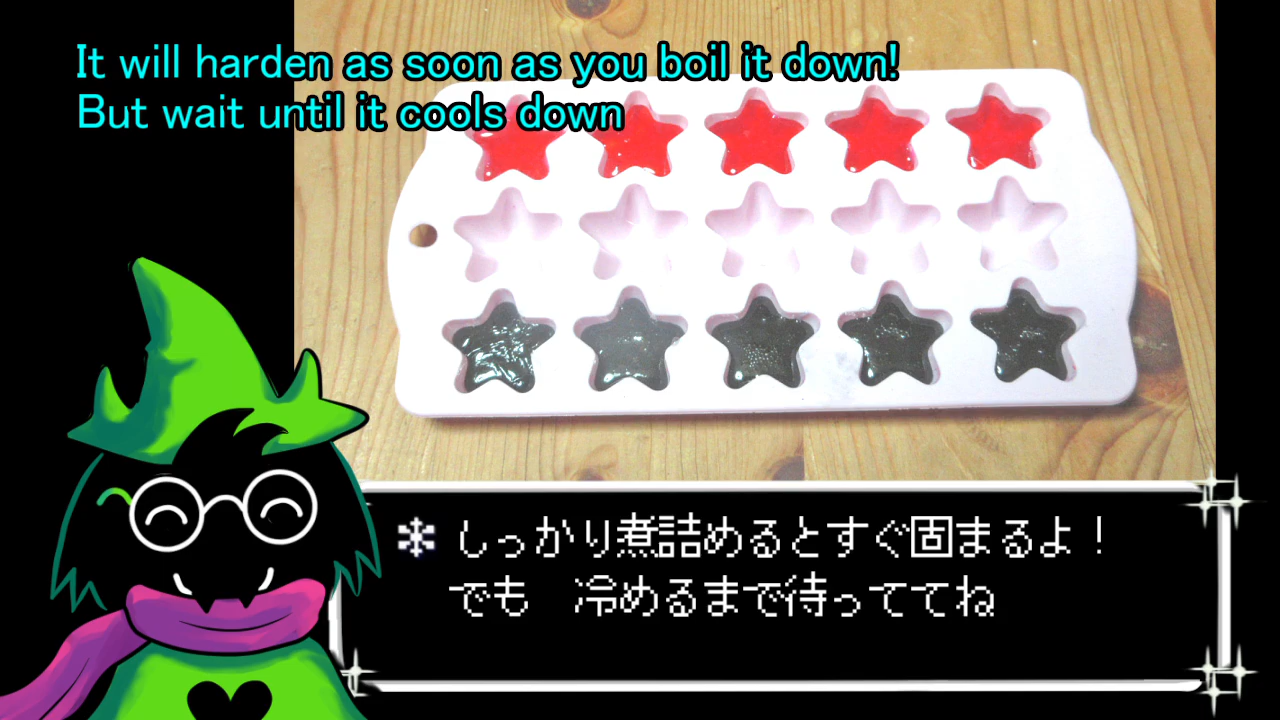 It will harden as soon as you boil it down!
But wait until it cools down
しっかり煮詰めるとすぐ固まるよ！
でも　冷めるまで待っててね